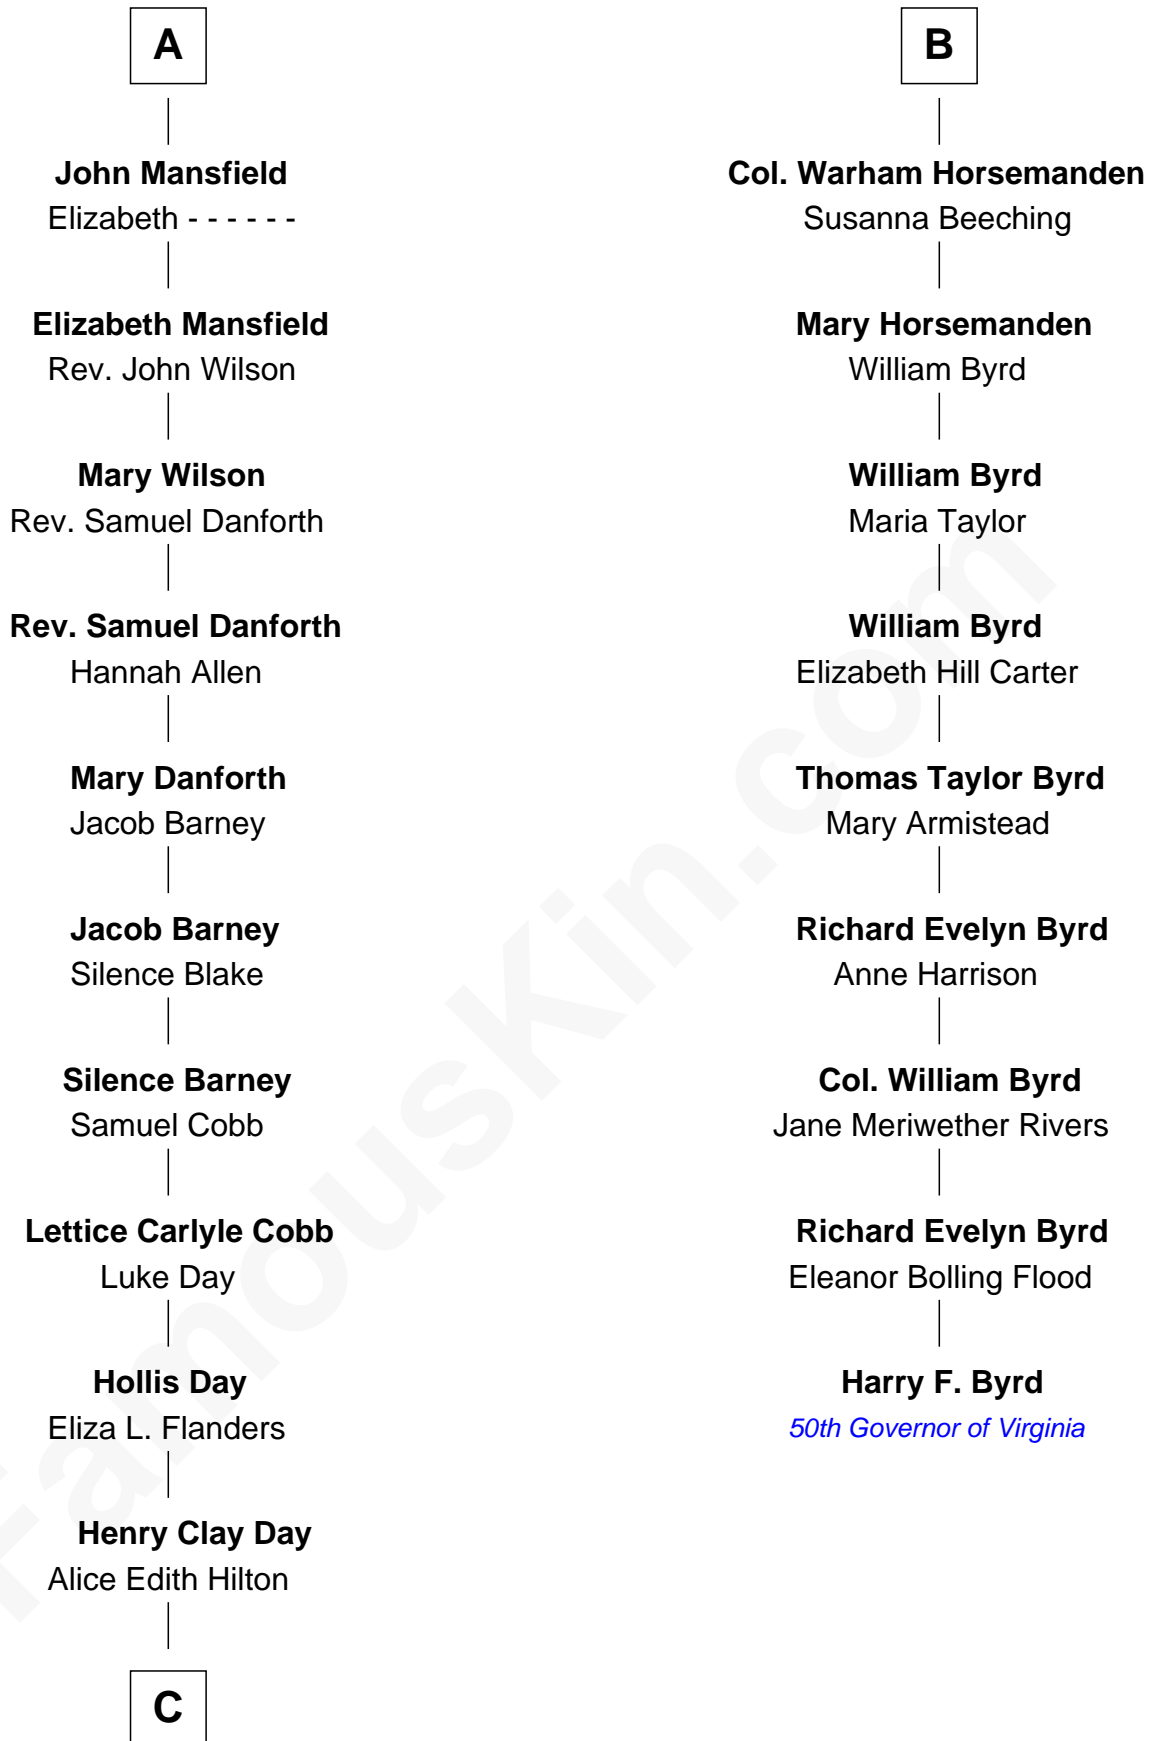 A
John Mansfield
Elizabeth - - - - - -
Elizabeth Mansfield
Rev. John Wilson
Mary Wilson
Rev. Samuel Danforth
Rev. Samuel Danforth
Hannah Allen
Mary Danforth
Jacob Barney
Jacob Barney
Silence Blake
Silence Barney
Samuel Cobb
Lettice Carlyle Cobb
Luke Day
Hollis Day
Eliza L. Flanders
Henry Clay Day
Alice Edith Hilton
C
B
Col. Warham Horsemanden
Susanna Beeching
Mary Horsemanden
William Byrd
William Byrd
Maria Taylor
William Byrd
Elizabeth Hill Carter
Thomas Taylor Byrd
Mary Armistead
Richard Evelyn Byrd
Anne Harrison
Col. William Byrd
Jane Meriwether Rivers
Richard Evelyn Byrd
Eleanor Bolling Flood
Harry F. Byrd
50th Governor of Virginia
FamousKin.com